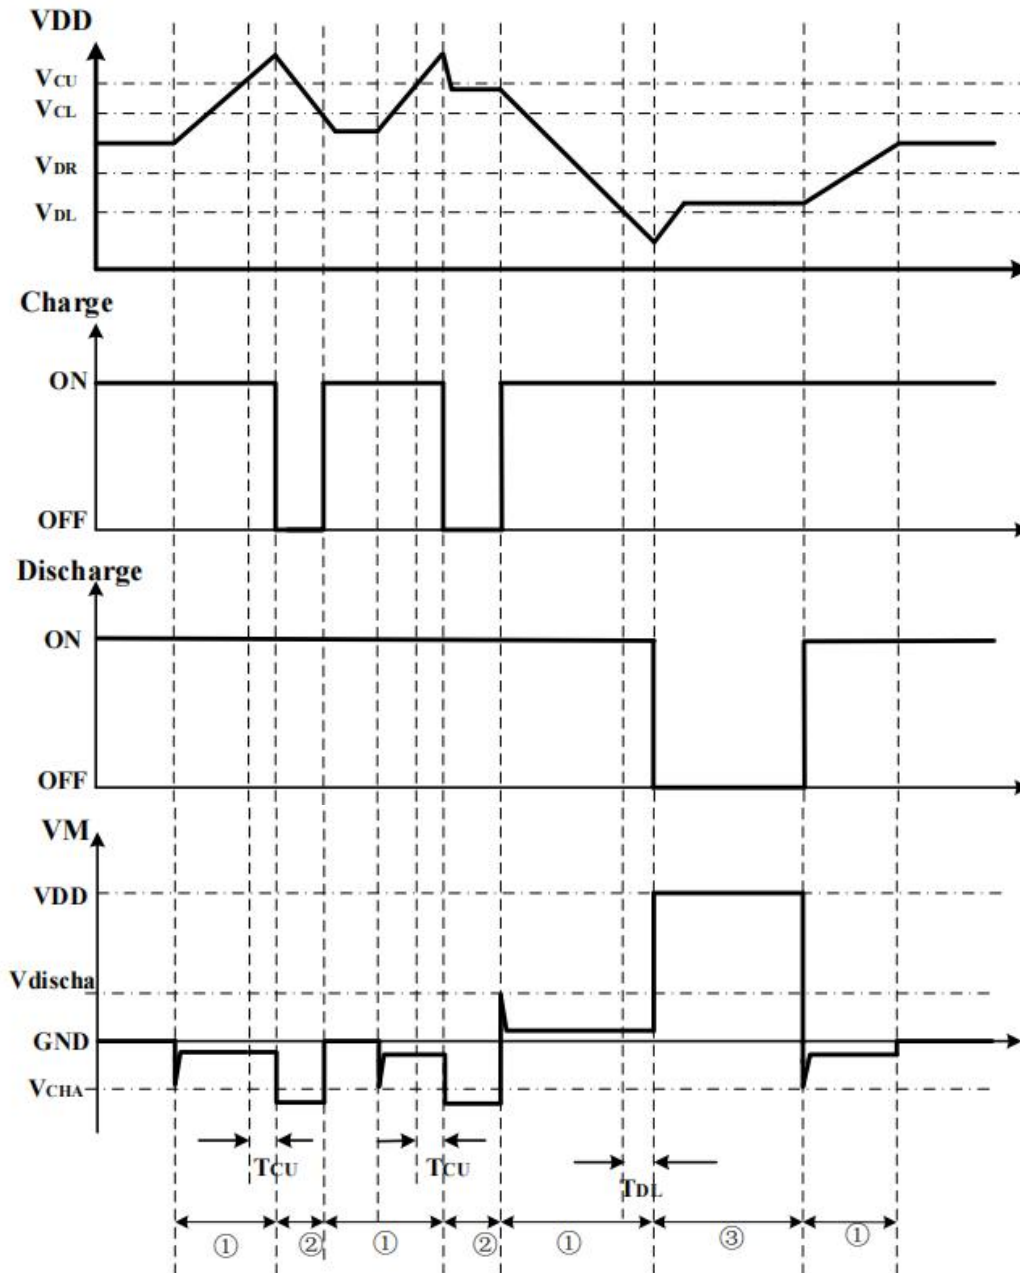 VDD
VCU
VCL
VDR
VDL
Charge
ON
OFF
Discharge
ON
OFF
VM
VDD
Vdischa
GND
VCHA
TCU TCU TDL
① ② ① ② ① ③ ①